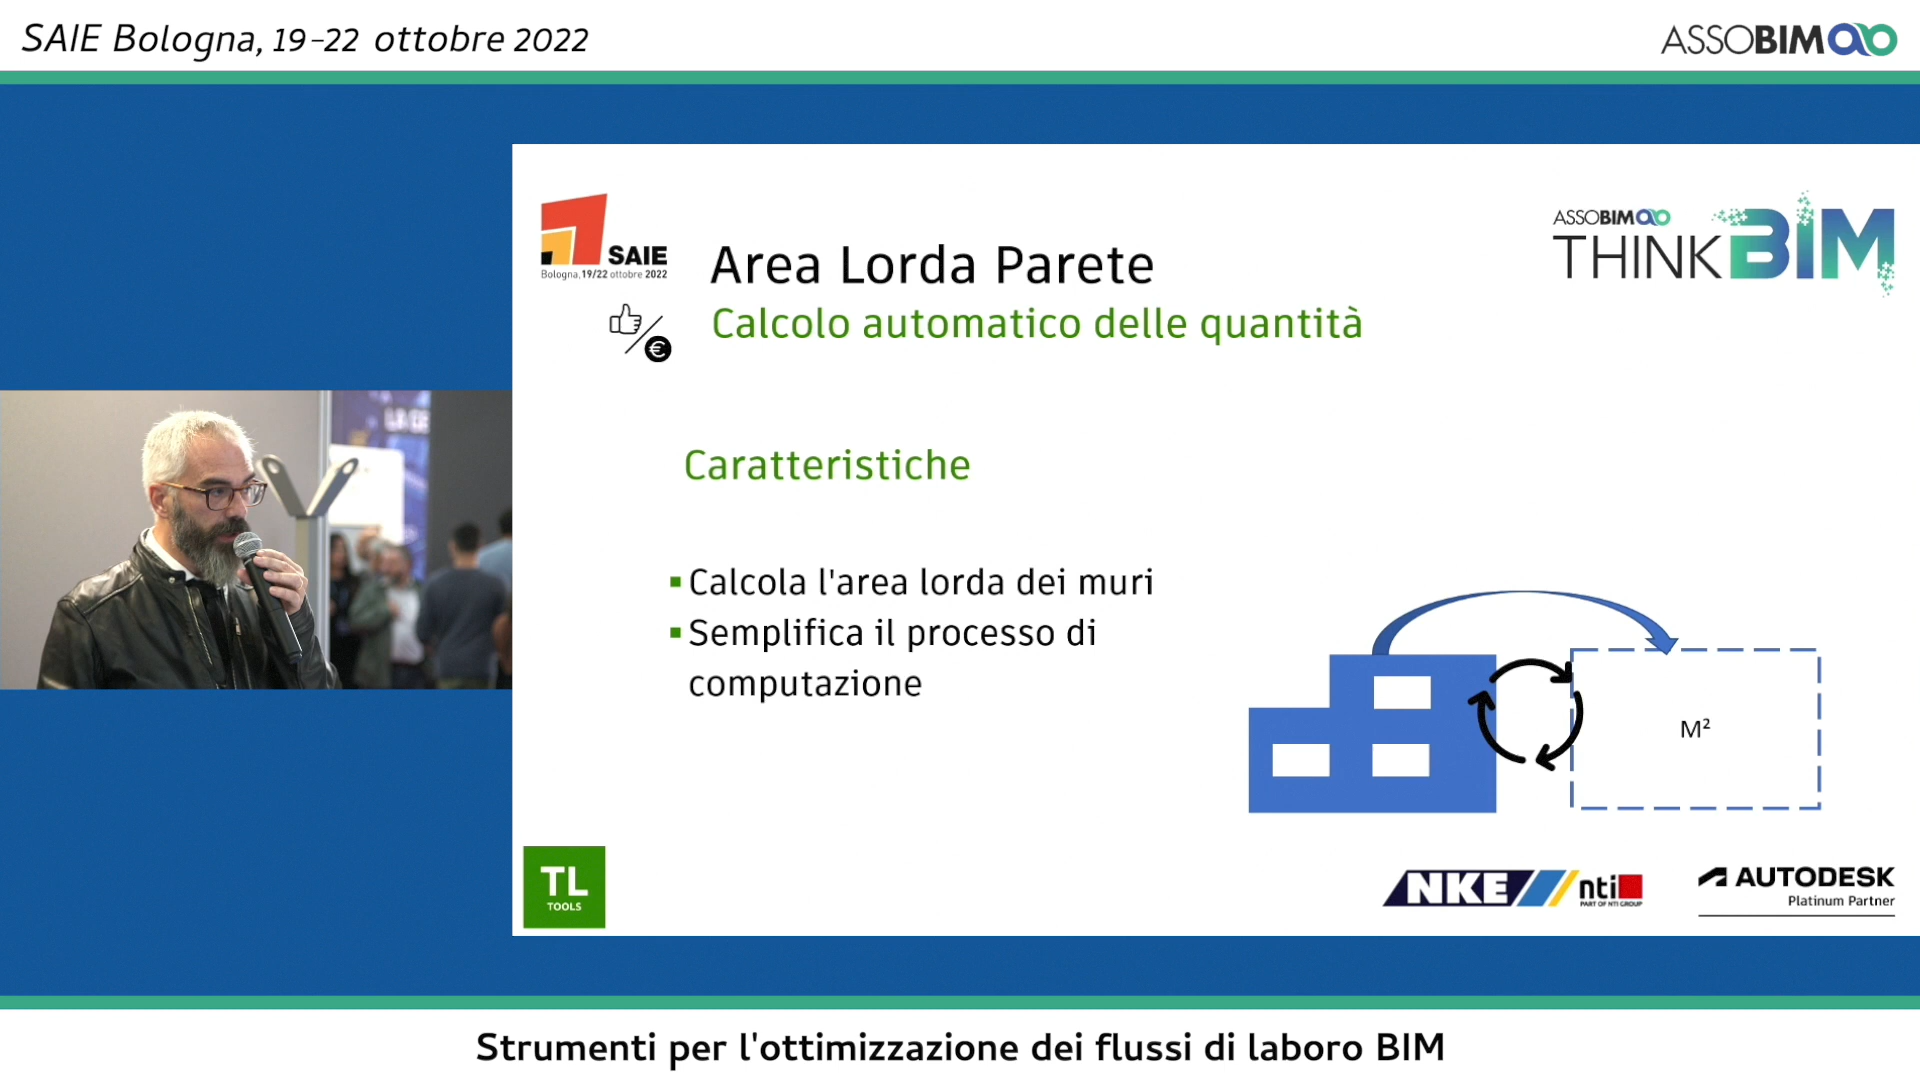 SAIE Bologna, 19-22 ottobre 2022
ASSOBIM
SAIE
Bologna, 19/22 ottobre 2022
ASSOBIM
THINKBIM
Area Lorda Parete
Calcolo automatico delle quantità
€
Caratteristiche
Calcola l'area lorda dei muri
Semplifica il processo di
computazione
M²
TL
TOOLS
NKE
nti
PART OF NTI GROUP
AUTODESK
Platinum Partner
Strumenti per l'ottimizzazione dei flussi di laboro BIM